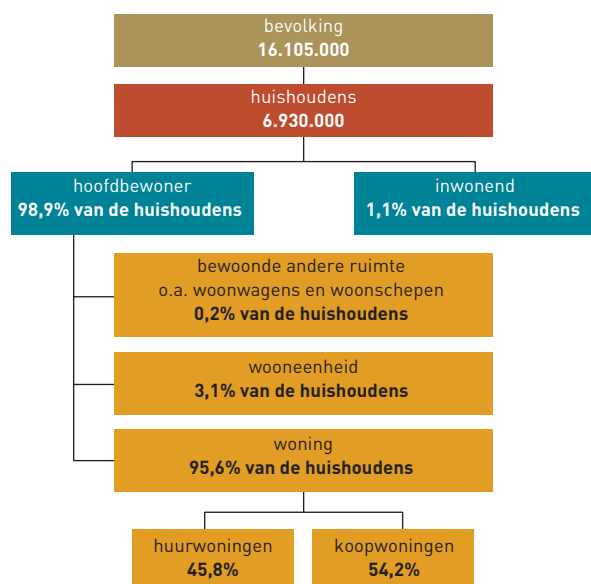 bevolking
16.105.000
huishoudens
6.930.000
hoofdbewoner
98,9% van de huishoudens
inwonend
1,1% van de huishoudens
bewoonde andere ruimte
o.a. woonwagens en woonschepen
0,2% van de huishoudens
wooneenheid
3,1% van de huishoudens
woning
95,6% van de huishoudens
huurwoningen
45,8%
koopwoningen
54,2%